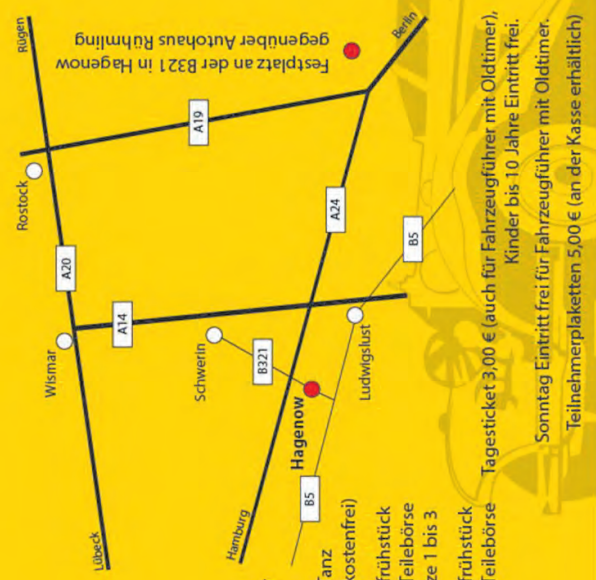 Rügen
Rostock
A20
Wismar
Lübeck
A19
A14
Schwerin
B321
Hamburg
Hagenow
A24
Berlin
B5
Ludwigslust
B5
Festplatz an der B321 in Hagenow
gegenüber Autohaus Rühmling
Tanz
kostenfrei)
frühstück
Teilebörse
ze 1 bis 3
frühstück
Teilebörse
Tagesticket 3,00 € (auch für Fahrzeugführer mit Oldtimer),
Kinder bis 10 Jahre Eintritt frei.
Sonntag Eintritt frei für Fahrzeugführer mit Oldtimer.
Teilnehmerplaketten 5,00 € (an der Kasse erhältlich)